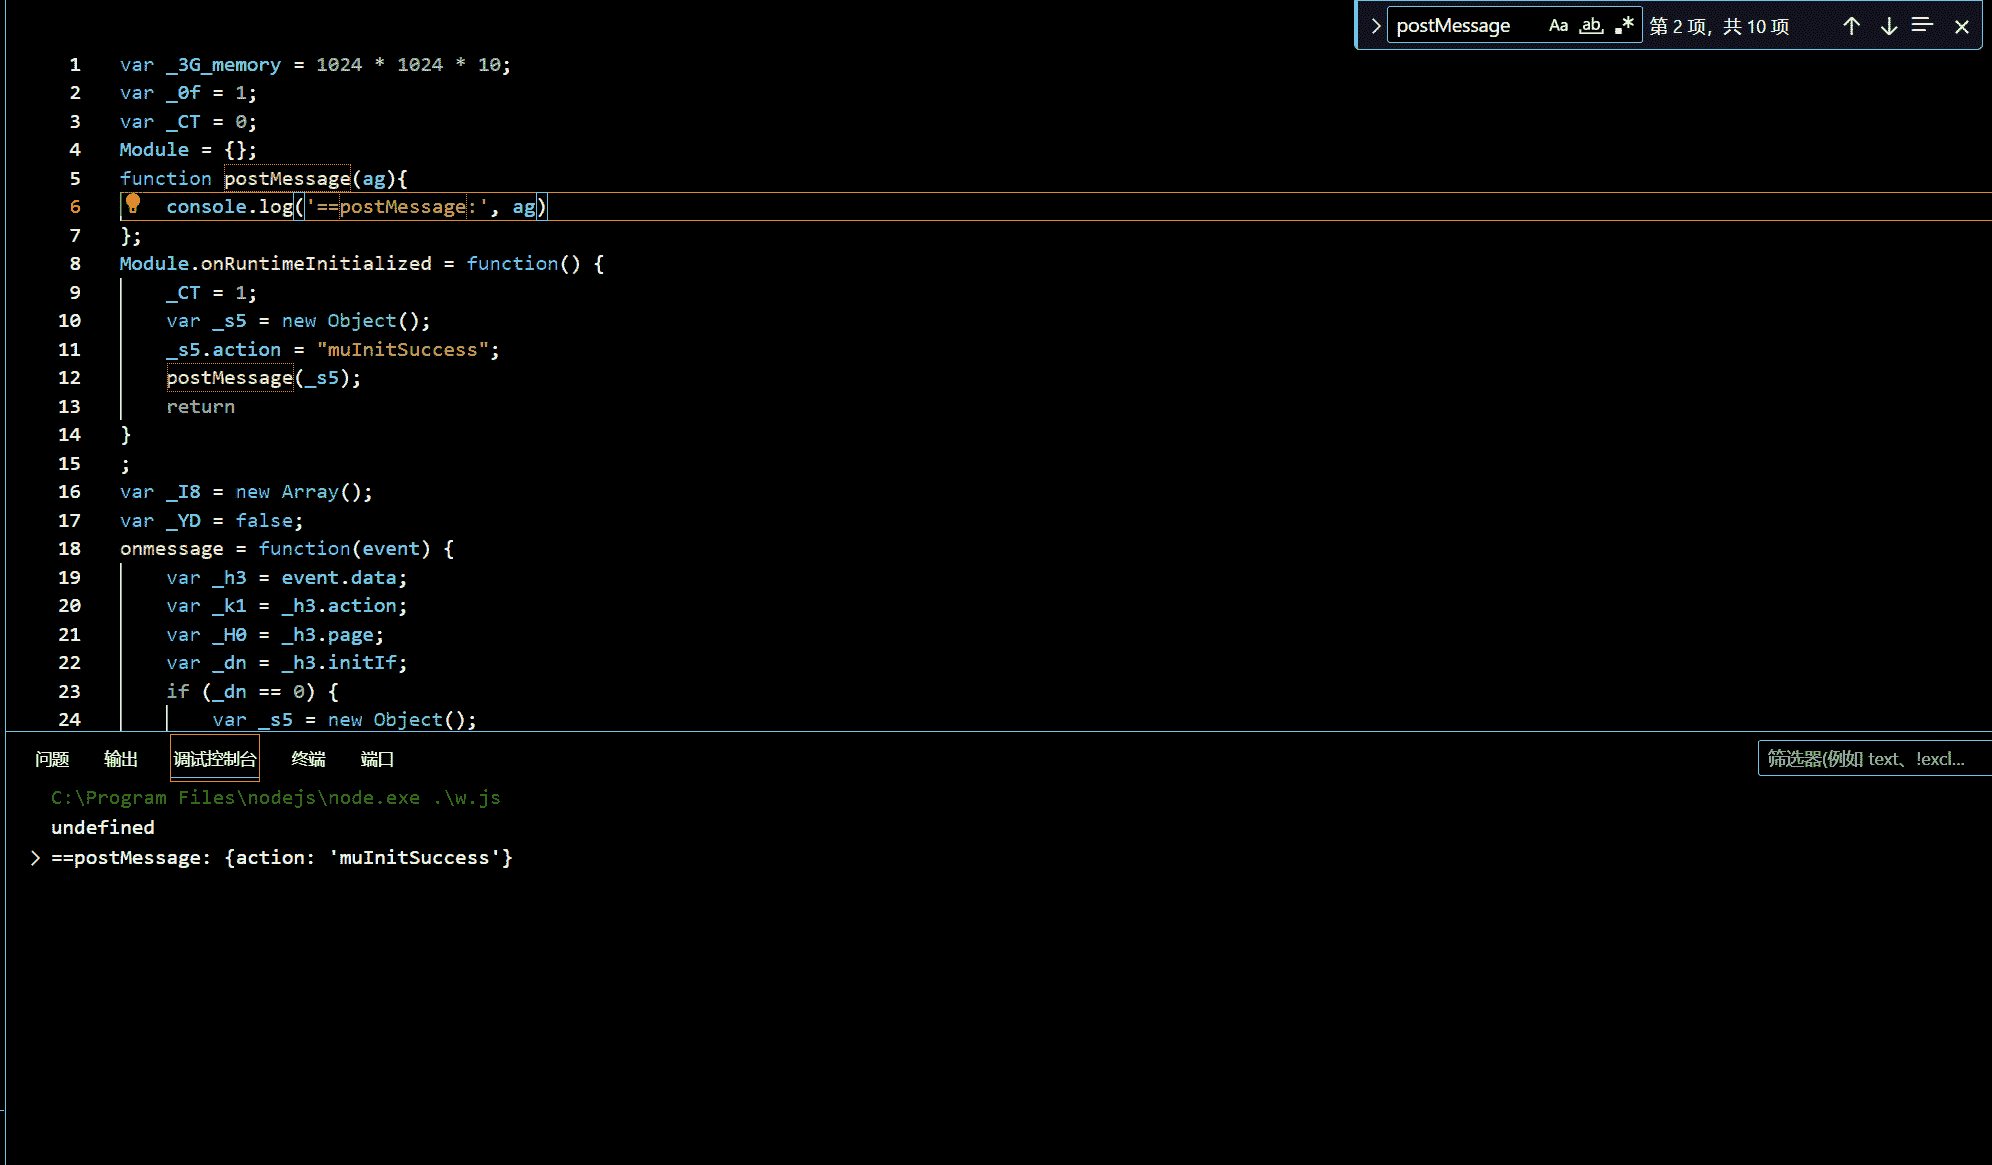 postMessage Aa ab .* 第 2 项，共 10 项
1 var _3G_memory = 1024 * 1024 * 10;
2 var _0f = 1;
3 var _CT = 0;
4 Module = {};
5 function postMessage(ag){
6 console.log('==postMessage:', ag)
7 };
8 Module.onRuntimeInitialized = function() {
9 _CT = 1;
10 var _s5 = new Object();
11 _s5.action = "muInitSuccess";
12 postMessage(_s5);
13 return
14 }
15 ;
16 var _I8 = new Array();
17 var _YD = false;
18 onmessage = function(event) {
19 var _h3 = event.data;
20 var _k1 = _h3.action;
21 var _H0 = _h3.page;
22 var _dn = _h3.initIf;
23 if (_dn == 0) {
24 var _s5 = new Object();
问题 输出 调试控制台 终端 端口 筛选器(例如 text、!excl...
C:\Program Files\nodejs\node.exe .\w.js
undefined
==postMessage: {action: 'muInitSuccess'}